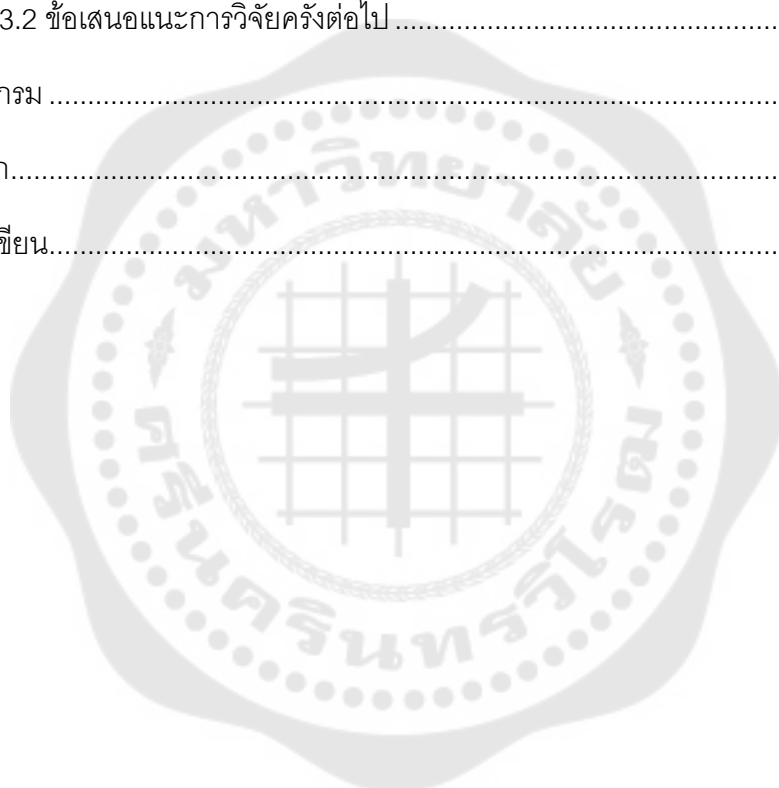 3.2 ข้อเสนอแนะการวิจัยครั้งต่อไป ........................................................
กรม ........................................................................................................
ก..............................................................................................................
ขียน.........................................................................................................
มหาวิทยาลัย
ศรีนครินทรวิโรฒ